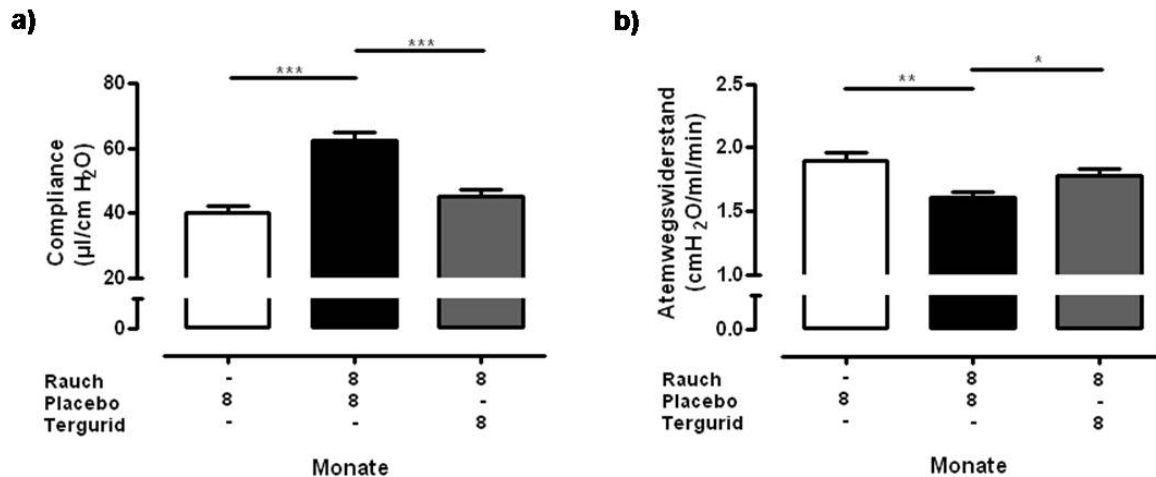 a)
***
***
80
60
40
20
0
Compliance
(µl/cm H₂O)
Rauch - 8 8
Placebo 8 8 -
Tergurid - - 8
Monate
b)
*
**
2.5
2.0
1.5
1.0
0.0
Atemwegswiderstand
(cmH₂O/ml/min)
Rauch - 8 8
Placebo 8 8 -
Tergurid - - 8
Monate